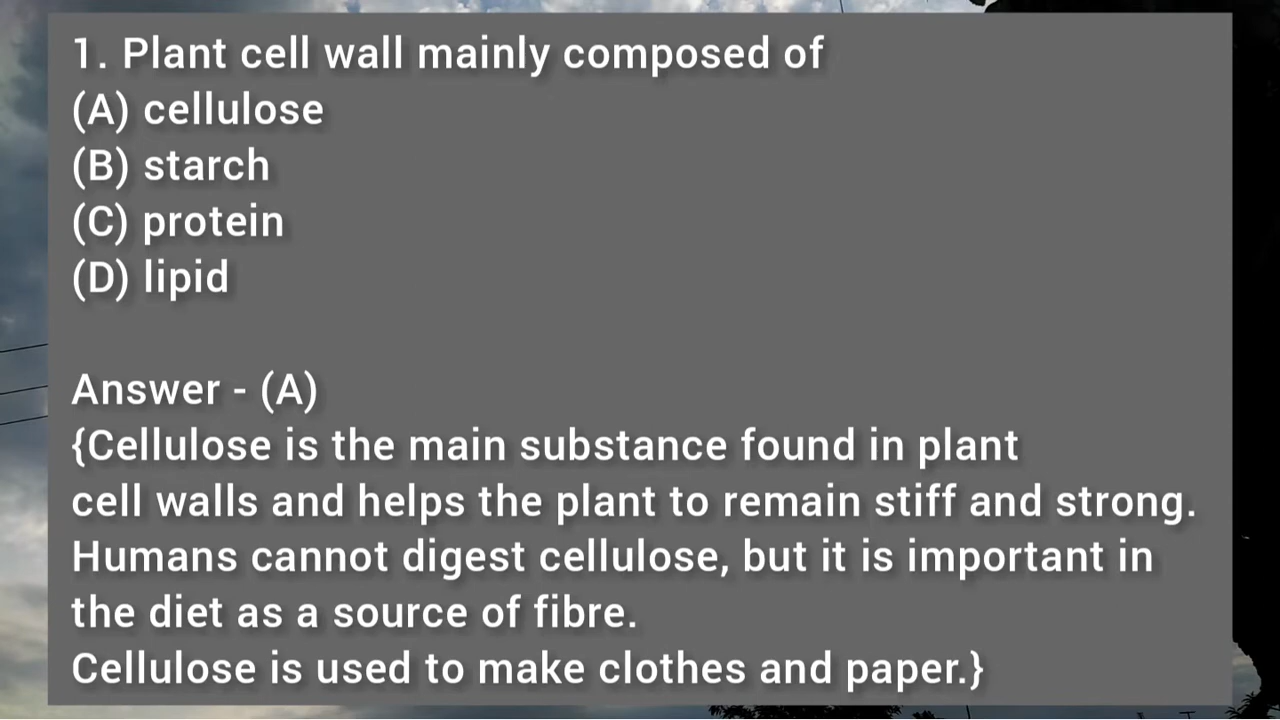 1. Plant cell wall mainly composed of
(A) cellulose
(B) starch
(C) protein
(D) lipid
Answer - (A)
{Cellulose is the main substance found in plant
cell walls and helps the plant to remain stiff and strong.
Humans cannot digest cellulose, but it is important in
the diet as a source of fibre.
Cellulose is used to make clothes and paper.}